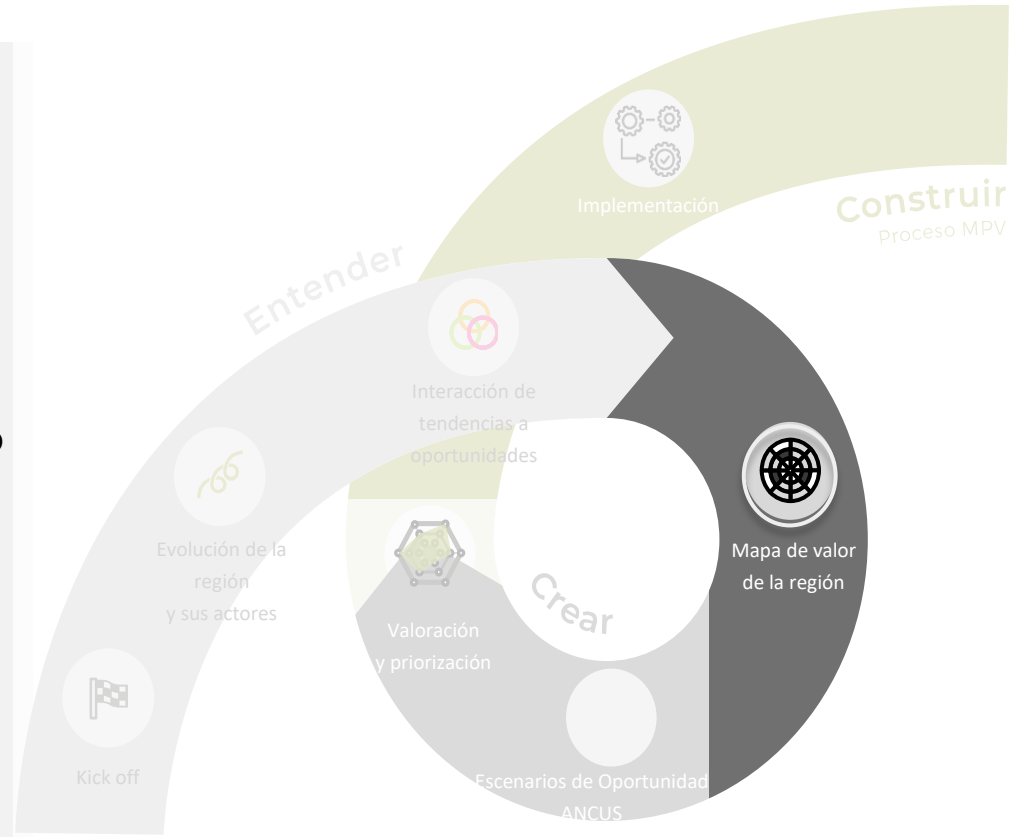 Implementación
Construir
Proceso MPV
Entender
Interacción de
tendencias a
oportunidades
Mapa de valor
de la región
Evolución de la
región
y sus actores
Crear
Valoración
y priorización
Kick off
Escenarios de Oportunidad
ANCUS